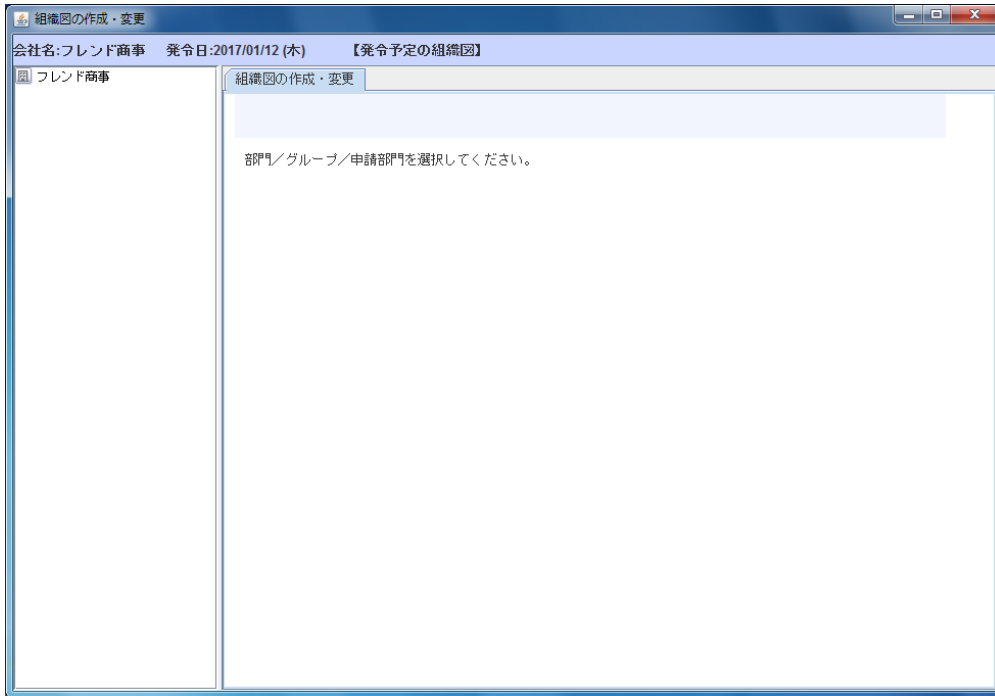 組織図の作成・変更
会社名:フレンド商事 発令日:2017/01/12 (木) 【発令予定の組織図】
フレンド商事
組織図の作成・変更
部門／グループ／申請部門を選択してください。